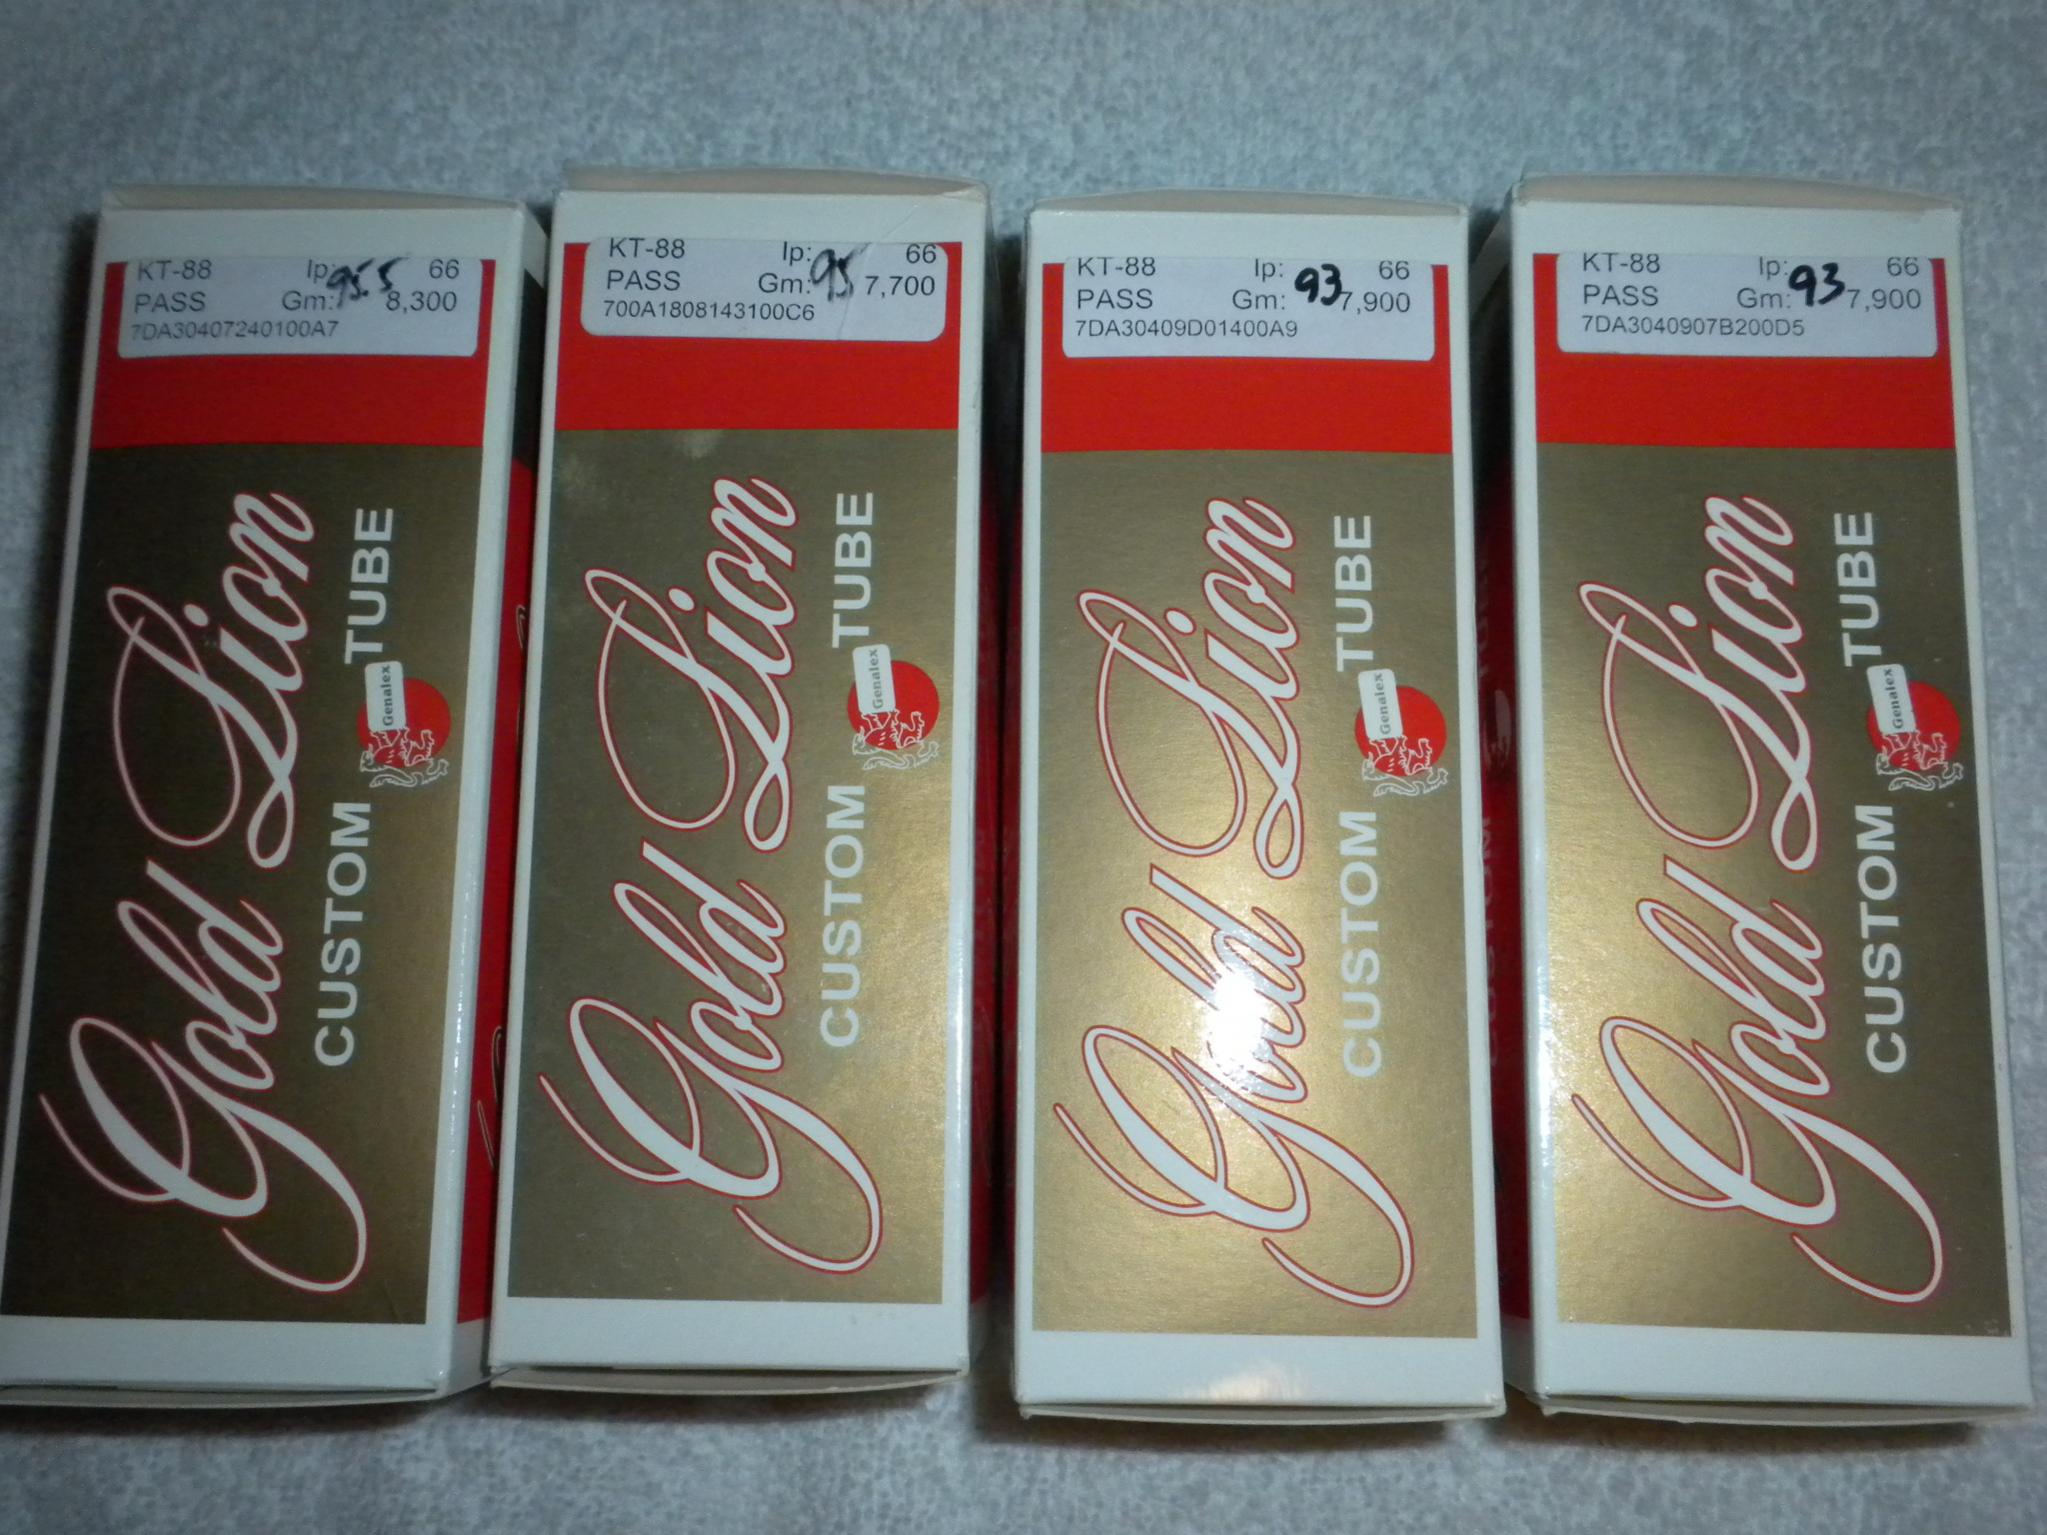 KT-88 Ip: 66
PASS Gm: 95.5 8,300
7DA30407240100A7
Gold Lion
CUSTOM TUBE
Genalex
KT-88 Ip: 66
PASS Gm: 95 7,700
700A1808143100C6
Gold Lion
CUSTOM TUBE
Genalex
KT-88 Ip: 66
PASS Gm: 93 7,900
7DA30409D01400A9
Gold Lion
CUSTOM TUBE
Genalex
KT-88 Ip: 66
PASS Gm: 93 7,900
7DA3040907B200D5
Gold Lion
CUSTOM TUBE
Genalex